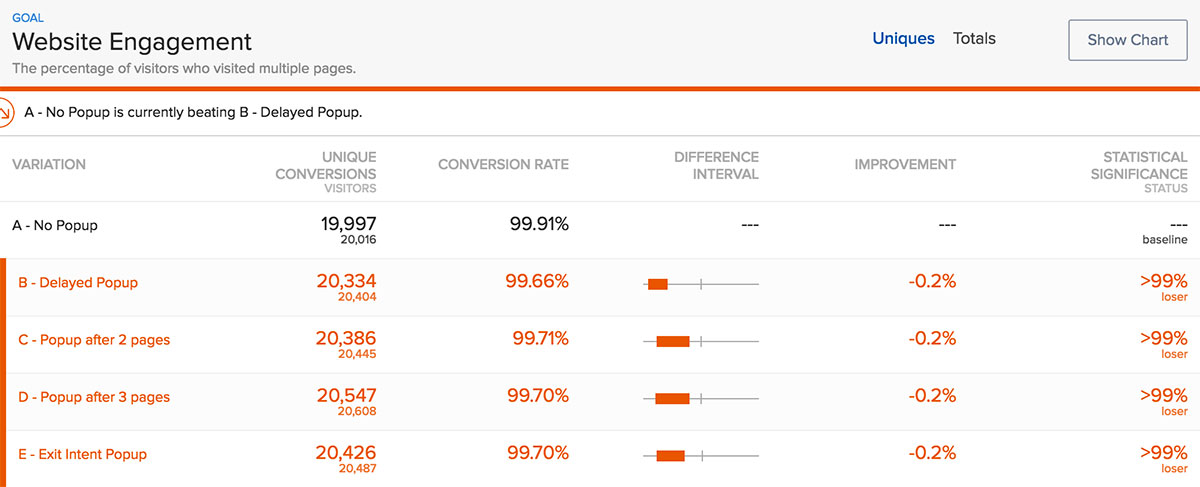 GOAL
Website Engagement
The percentage of visitors who visited multiple pages.
Uniques Totals
Show Chart
A - No Popup is currently beating B - Delayed Popup.
VARIATION
UNIQUE
CONVERSIONS
VISITORS
CONVERSION RATE
DIFFERENCE
INTERVAL
IMPROVEMENT
STATISTICAL
SIGNIFICANCE
STATUS
A - No Popup 19,997 99.91% --- --- ---
20,016 baseline
B - Delayed Popup 20,334 99.66% -0.2% >99%
20,404 loser
C - Popup after 2 pages 20,386 99.71% -0.2% >99%
20,445 loser
D - Popup after 3 pages 20,547 99.70% -0.2% >99%
20,608 loser
E - Exit Intent Popup 20,426 99.70% -0.2% >99%
20,487 loser